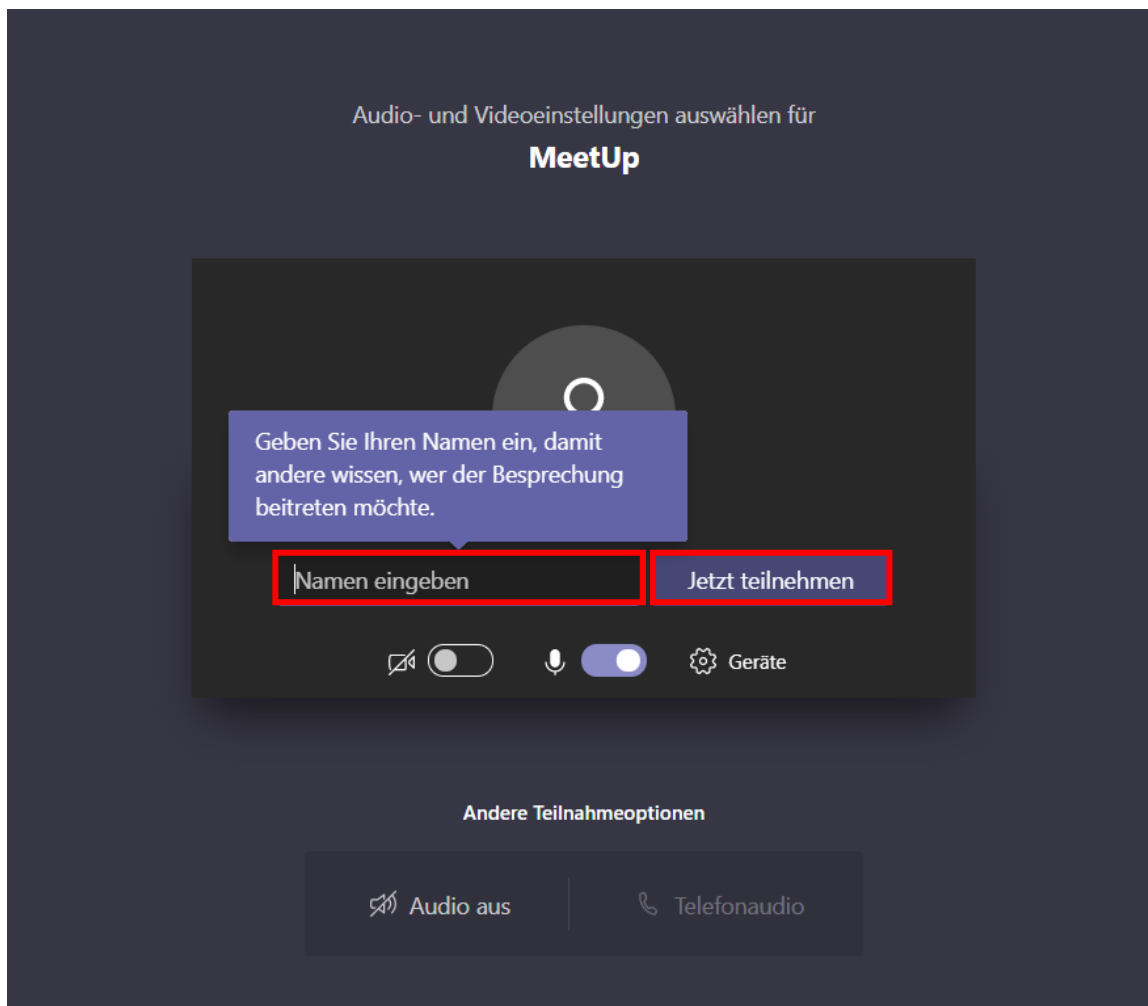 Audio- und Videoeinstellungen auswählen für
MeetUp
Geben Sie Ihren Namen ein, damit
andere wissen, wer der Besprechung
beitreten möchte.
Namen eingeben
Jetzt teilnehmen
Geräte
Andere Teilnahmeoptionen
Audio aus
Telefonaudio